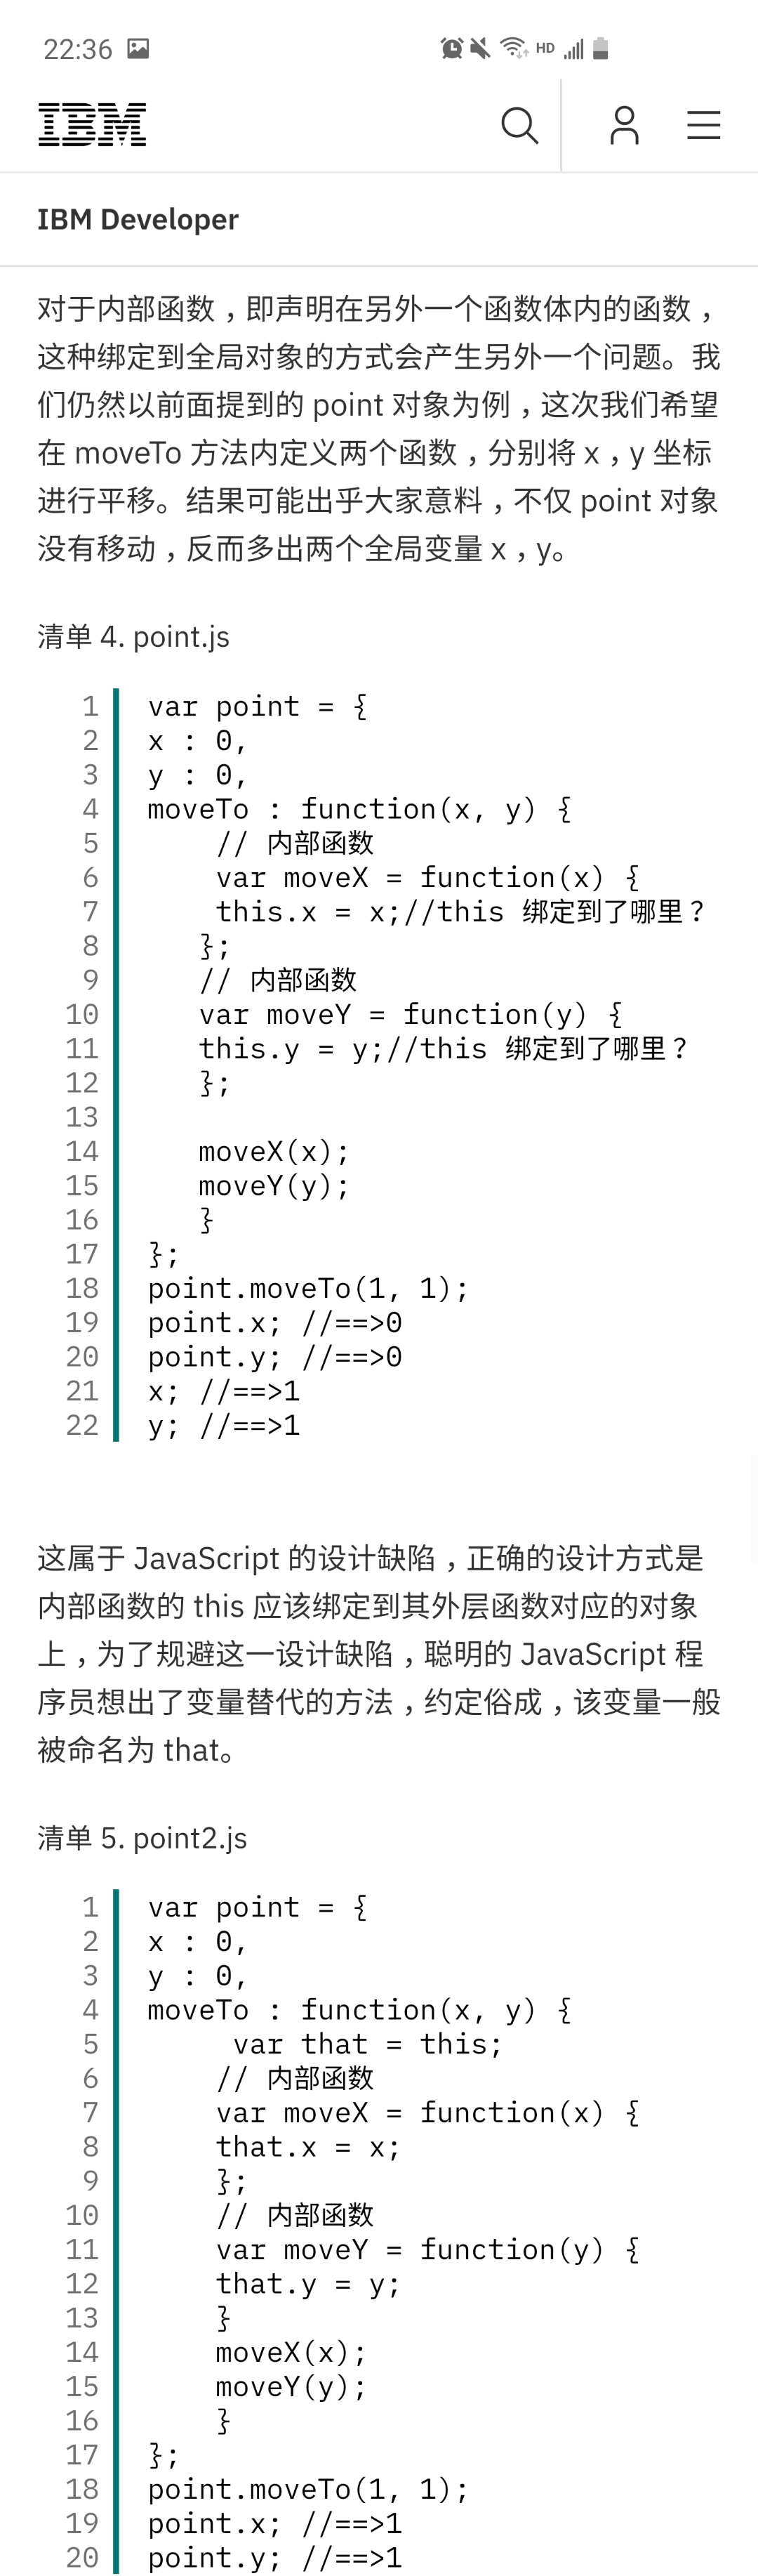 22:36 HD
IBM
IBM Developer
对于内部函数，即声明在另外一个函数体内的函数，
这种绑定到全局对象的方式会产生另外一个问题。我
们仍然以前面提到的 point 对象为例，这次我们希望
在 moveTo 方法内定义两个函数，分别将 x，y 坐标
进行平移。结果可能出乎大家意料，不仅 point 对象
没有移动，反而多出两个全局变量 x，y。
清单 4. point.js
1 var point = {
2 x : 0,
3 y : 0,
4 moveTo : function(x, y) {
5     // 内部函数
6     var moveX = function(x) {
7     this.x = x;//this 绑定到了哪里？
8    };
9    // 内部函数
10    var moveY = function(y) {
11    this.y = y;//this 绑定到了哪里？
12    };
13
14    moveX(x);
15    moveY(y);
16    }
17 };
18 point.moveTo(1, 1);
19 point.x; //==>0
20 point.y; //==>0
21 x; //==>1
22 y; //==>1
这属于 JavaScript 的设计缺陷，正确的设计方式是
内部函数的 this 应该绑定到其外层函数对应的对象
上，为了规避这一设计缺陷，聪明的 JavaScript 程
序员想出了变量替代的方法，约定俗成，该变量一般
被命名为 that。
清单 5. point2.js
1 var point = {
2 x : 0,
3 y : 0,
4 moveTo : function(x, y) {
5      var that = this;
6     // 内部函数
7     var moveX = function(x) {
8     that.x = x;
9     };
10     // 内部函数
11     var moveY = function(y) {
12     that.y = y;
13     }
14     moveX(x);
15     moveY(y);
16     }
17 };
18 point.moveTo(1, 1);
19 point.x; //==>1
20 point.y; //==>1